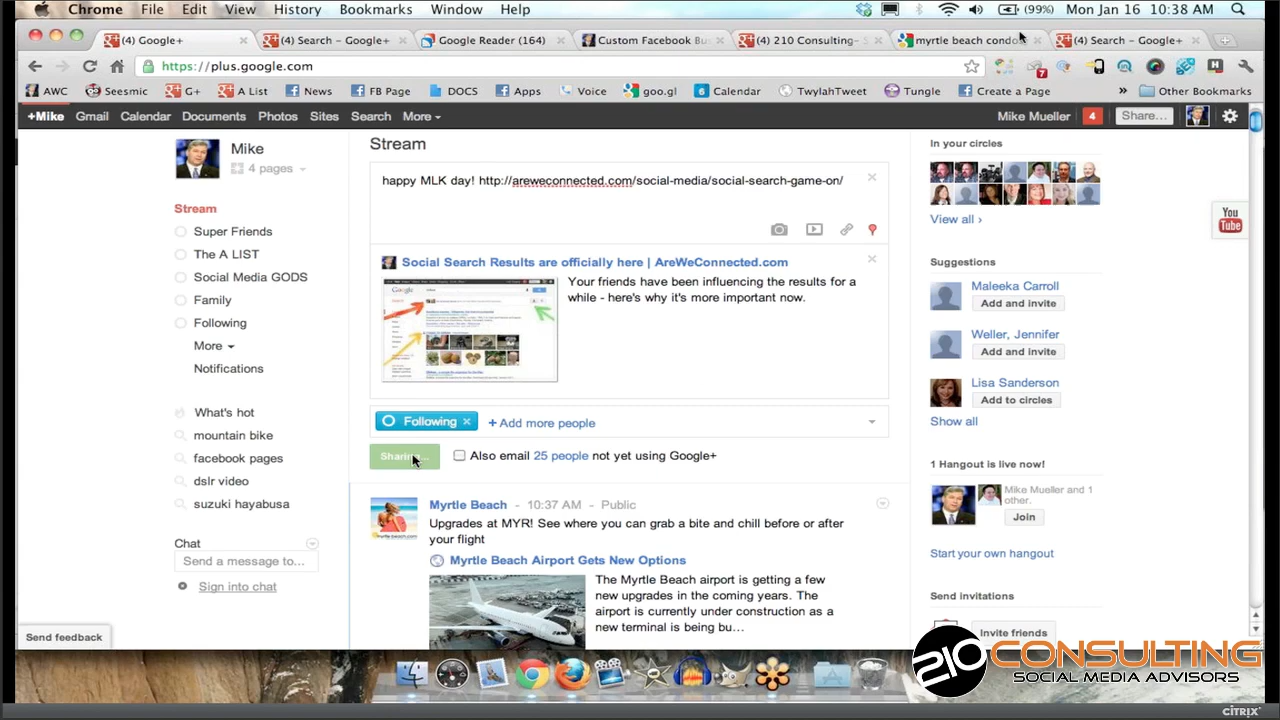 Chrome File Edit View History Bookmarks Window Help (99%) Mon Jan 16 10:38 AM
(4) Google+ (4) Search - Google+ Google Reader (144) Custom Facebook Bu (4) 210 Consulting- S myrtle beach condo (4) Search - Google+
https://plus.google.com 7
AWC Seesmic G+ A List News FB Page DOCS Apps Voice goo.gl 6 Calendar TwylahTweet Tungle Create a Page » Other Bookmarks
+Mike Gmail Calendar Documents Photos Sites Search More Mike Mueller 4 Share...
Mike
4 pages
Stream
Super Friends
The A LIST
Social Media GODS
Family
Following
More
Notifications
What's hot
mountain bike
facebook pages
dslr video
suzuki hayabusa
Chat
Send a message to...
Sign into chat
Send feedback
Stream
happy MLK day! http://areweconnected.com/social-media/social-search-game-on/
Social Search Results are officially here | AreWeConnected.com
Your friends have been influencing the results for a
while - here's why it's more important now.
Following + Add more people
Sharing... Also email 25 people not yet using Google+
Myrtle Beach - 10:37 AM - Public
Upgrades at MYR! See where you can grab a bite and chill before or after
your flight
Myrtle Beach Airport Gets New Options
The Myrtle Beach airport is getting a few
new upgrades in the coming years. The
airport is currently under construction as a
new terminal is being bu...
In your circles
View all ›
Suggestions
Maleeka Carroll
Add and invite
Weller, Jennifer
Add and invite
Lisa Sanderson
Add to circles
Show all
1 Hangout is live now!
Mike Mueller and 1
other.
Join
Start your own hangout
Send invitations
Invite friends
You
Tube
210 CONSULTING
SOCIAL MEDIA ADVISORS
CITRIX